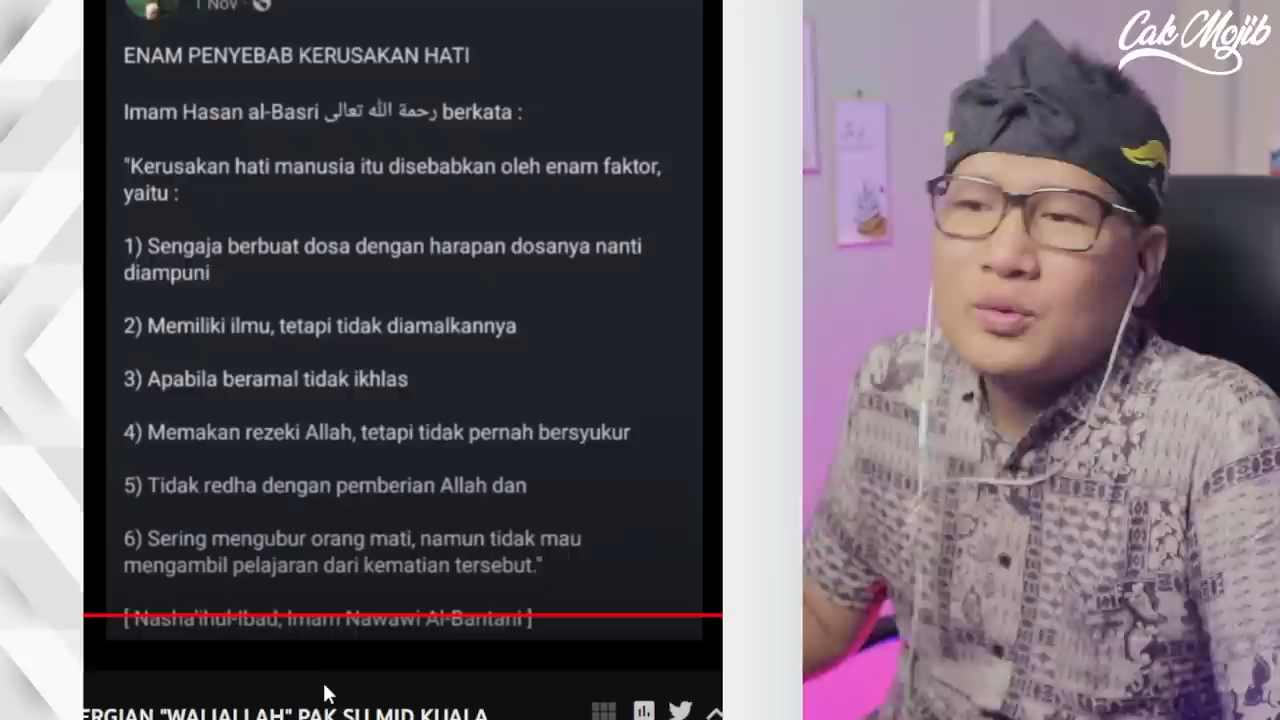 1 Nov ·
Cak Mojib
ENAM PENYEBAB KERUSAKAN HATI
Imam Hasan al-Basri رحمة الله تعالى berkata :
"Kerusakan hati manusia itu disebabkan oleh enam faktor,
yaitu :
1) Sengaja berbuat dosa dengan harapan dosanya nanti
diampuni
2) Memiliki ilmu, tetapi tidak diamalkannya
3) Apabila beramal tidak ikhlas
4) Memakan rezeki Allah, tetapi tidak pernah bersyukur
5) Tidak redha dengan pemberian Allah dan
6) Sering mengubur orang mati, namun tidak mau
mengambil pelajaran dari kematian tersebut."
[ Nasha'ihul-Ibad, Imam Nawawi Al-Bantani ]
ERGIAN "WALIALLAH" PAK SU MID KUALA